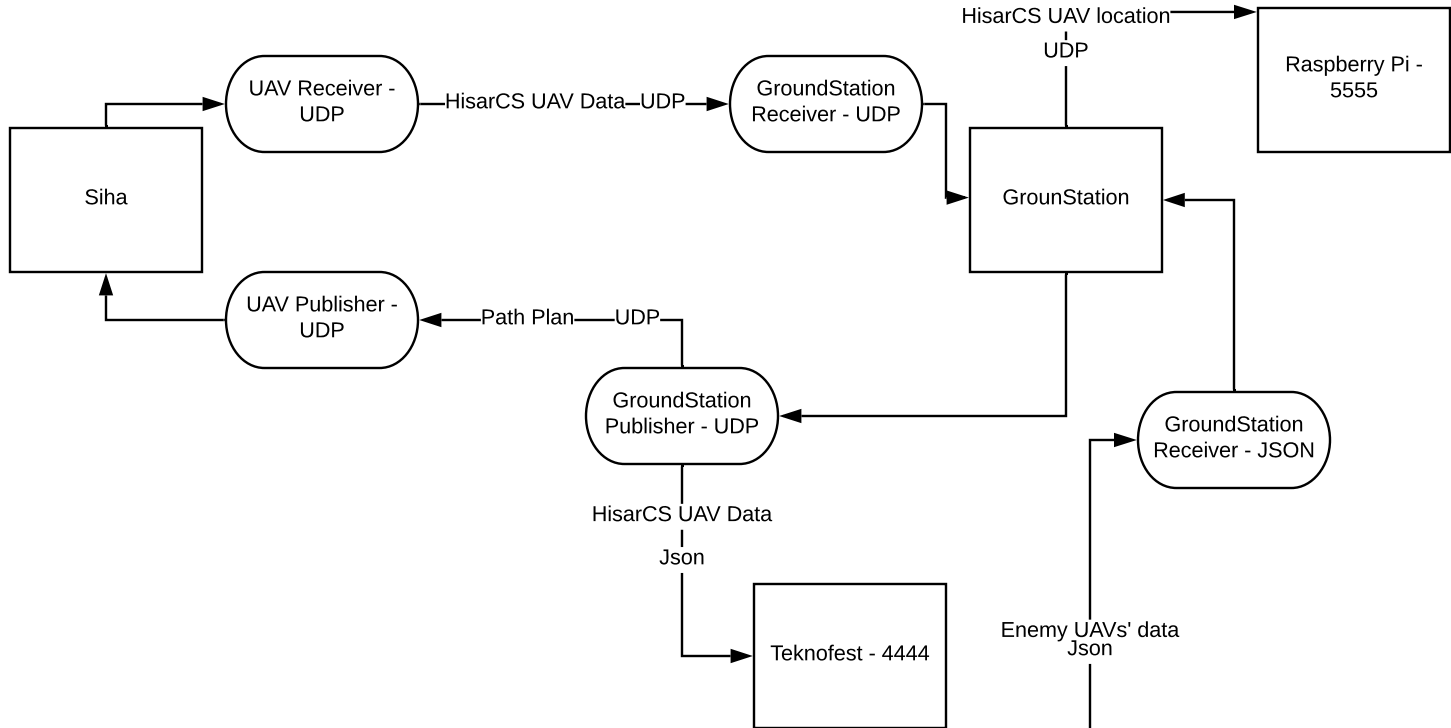 HisarCS UAV location
UDP
Raspberry Pi -
5555
UAV Receiver -
UDP
HisarCS UAV Data
UDP
GroundStation
Receiver - UDP
Siha
GrounStation
UAV Publisher -
UDP
Path Plan
UDP
GroundStation
Publisher - UDP
GroundStation
Receiver - JSON
HisarCS UAV Data
Json
Teknofest - 4444
Enemy UAVs' data
Json